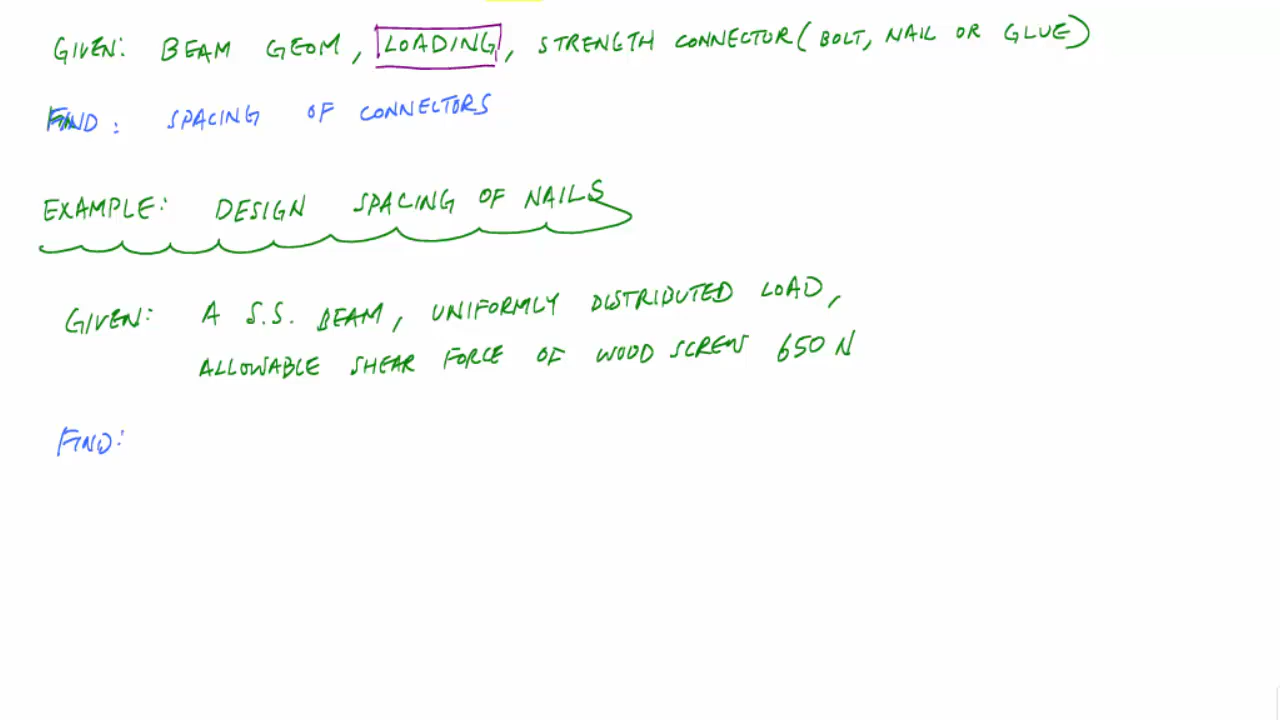 GIVEN: BEAM GEOM, LOADING, STRENGTH CONNECTOR (BOLT, NAIL OR GLUE)
FIND: SPACING OF CONNECTORS
EXAMPLE: DESIGN SPACING OF NAILS
GIVEN: A S.S. BEAM, UNIFORMLY DISTRIBUTED LOAD,
ALLOWABLE SHEAR FORCE OF WOOD SCREW 650 N
FIND: